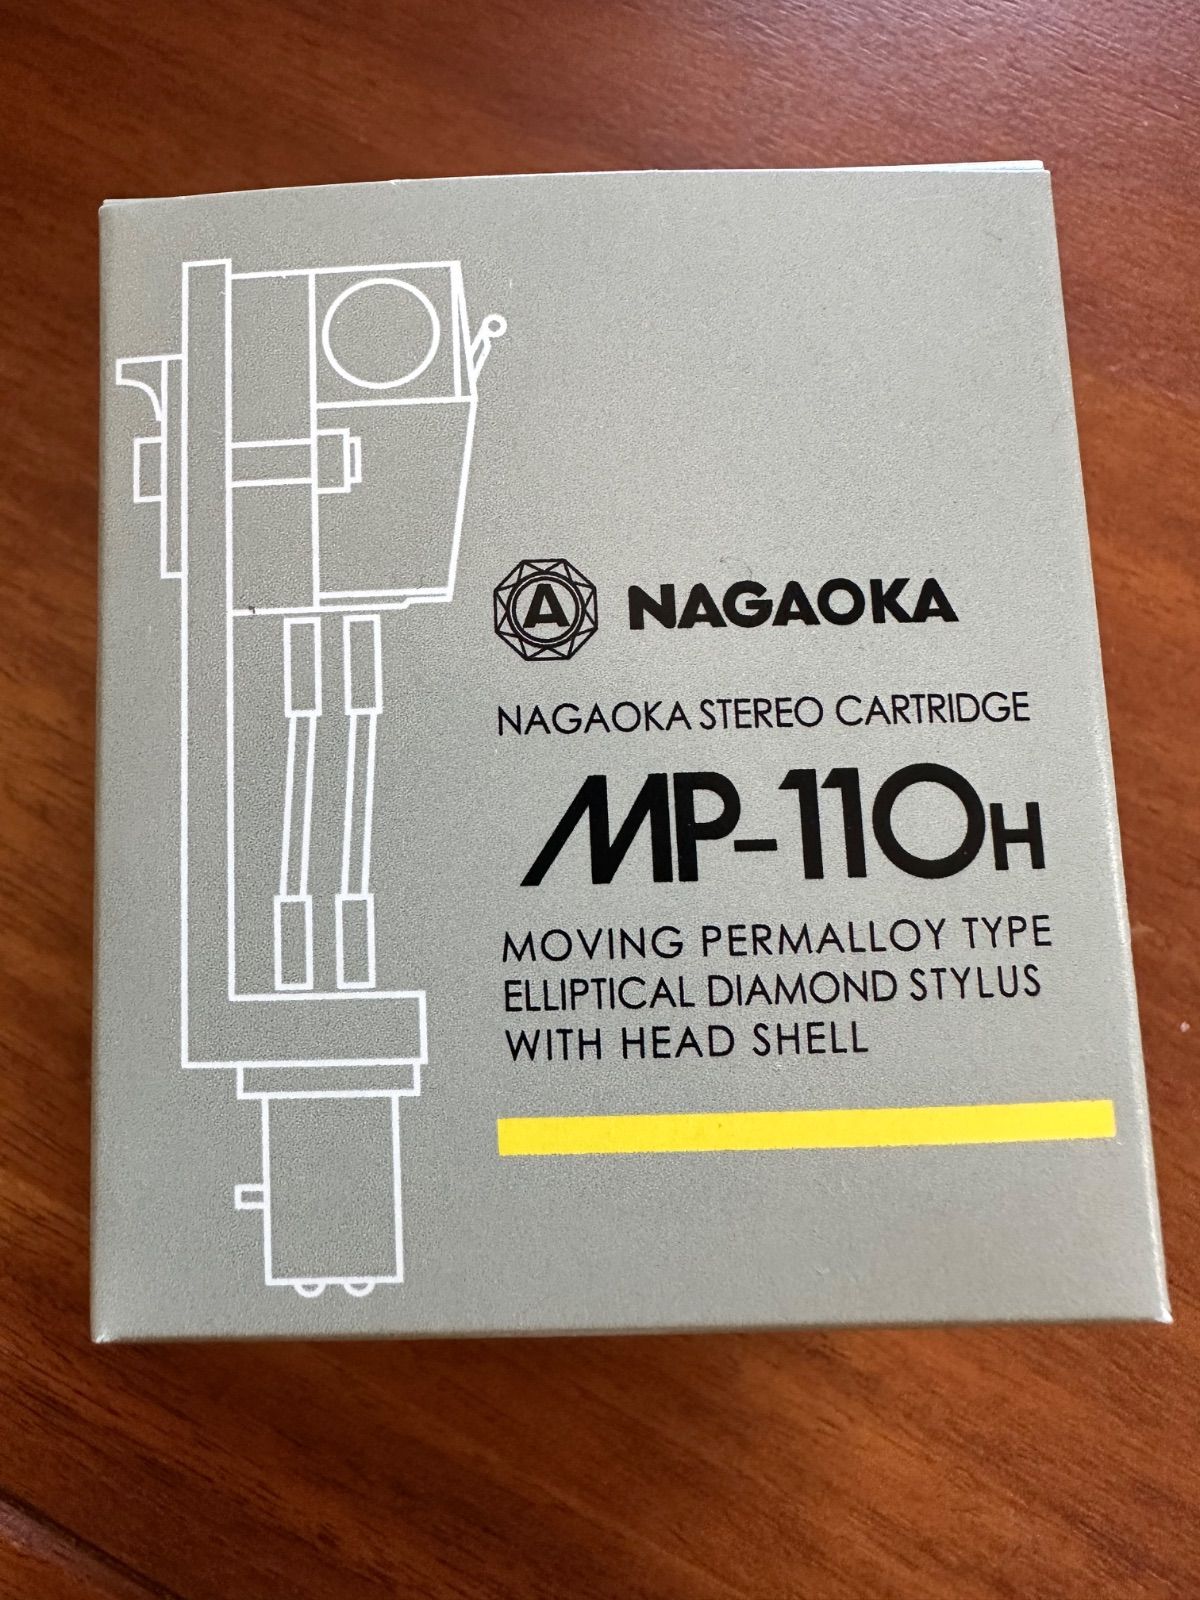 A NAGAOKA
NAGAOKA STEREO CARTRIDGE
MP-110H
MOVING PERMALLOY TYPE
ELLIPTICAL DIAMOND STYLUS
WITH HEAD SHELL